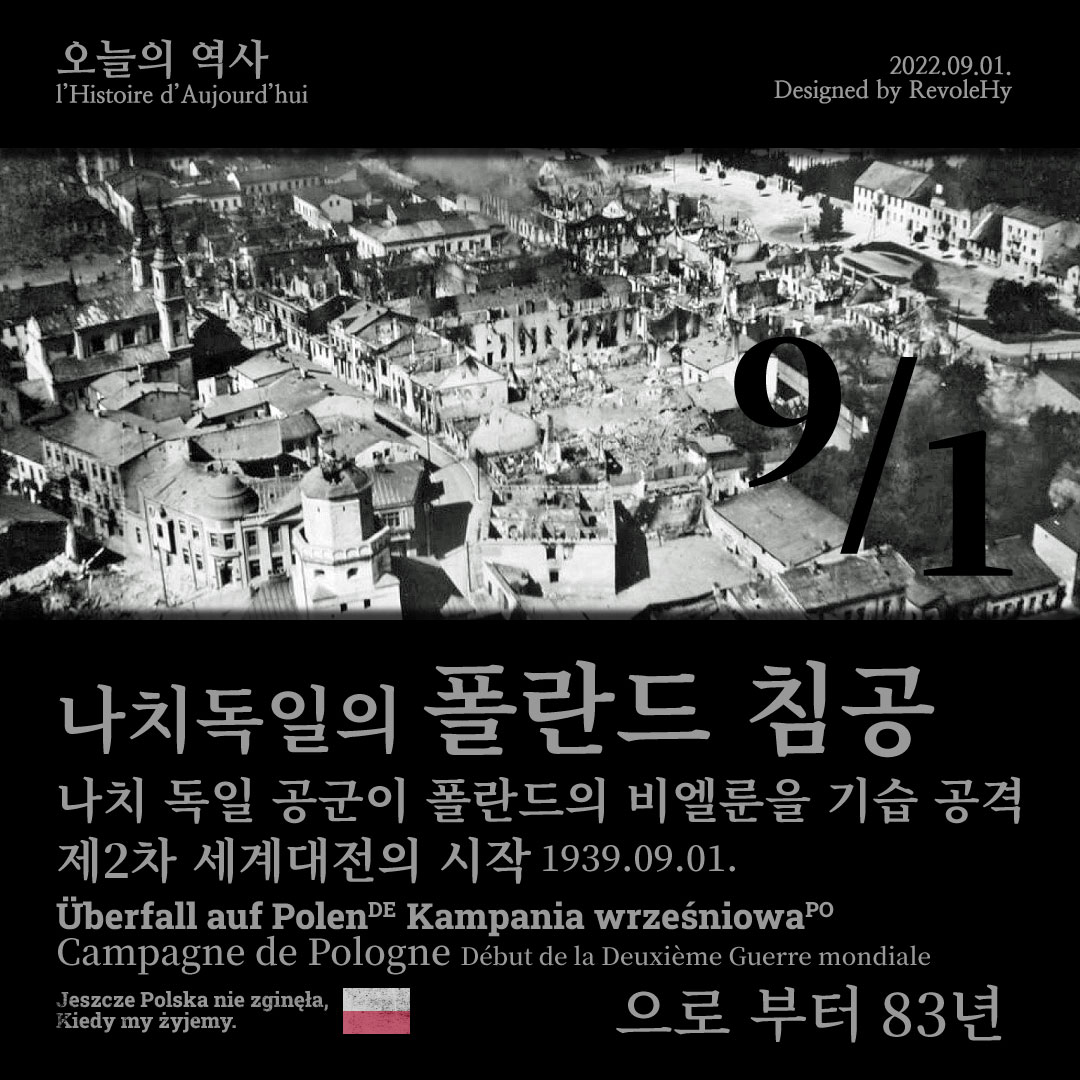 오늘의 역사
l'Histoire d'Aujourd'hui
2022.09.01.
Designed by RevoleHy
9/1
나치독일의 폴란드 침공
나치 독일 공군이 폴란드의 비엘룬을 기습 공격
제2차 세계대전의 시작 1939.09.01.
Überfall auf Polen DE Kampania wrześniowa PO
Campagne de Pologne Début de la Deuxième Guerre mondiale
Jeszcze Polska nie zginęła,
Kiedy my żyjemy.
으로 부터 83년